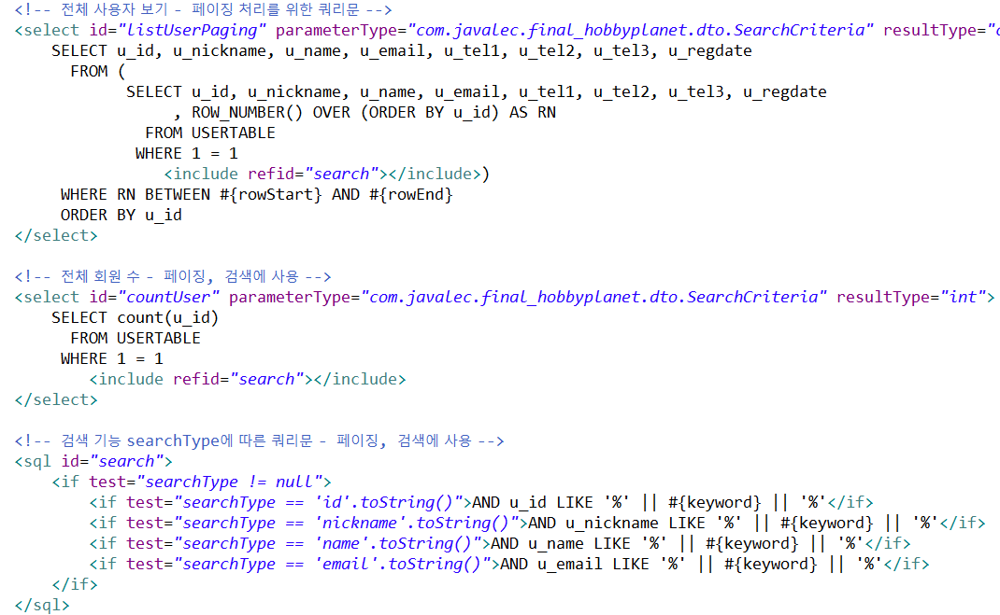 <!-- 전체 사용자 보기 - 페이징 처리를 위한 쿼리문 -->
<select id="listUserPaging" parameterType="com.javalec.final_hobbyplanet.dto.SearchCriteria" resultType="c
SELECT u_id, u_nickname, u_name, u_email, u_tel1, u_tel2, u_tel3, u_regdate
FROM (
SELECT u_id, u_nickname, u_name, u_email, u_tel1, u_tel2, u_tel3, u_regdate
, ROW_NUMBER() OVER (ORDER BY u_id) AS RN
FROM USERTABLE
WHERE 1 = 1
<include refid="search"></include>)
WHERE RN BETWEEN #{rowStart} AND #{rowEnd}
ORDER BY u_id
</select>
<!-- 전체 회원 수 - 페이징, 검색에 사용 -->
<select id="countUser" parameterType="com.javalec.final_hobbyplanet.dto.SearchCriteria" resultType="int">
SELECT count(u_id)
FROM USERTABLE
WHERE 1 = 1
<include refid="search"></include>
</select>
<!-- 검색 기능 searchType에 따른 쿼리문 - 페이징, 검색에 사용 -->
<sql id="search">
<if test="searchType != null">
<if test="searchType == 'id'.toString()">AND u_id LIKE '%' || #{keyword} || '%'</if>
<if test="searchType == 'nickname'.toString()">AND u_nickname LIKE '%' || #{keyword} || '%'</if>
<if test="searchType == 'name'.toString()">AND u_name LIKE '%' || #{keyword} || '%'</if>
<if test="searchType == 'email'.toString()">AND u_email LIKE '%' || #{keyword} || '%'</if>
</if>
</sql>